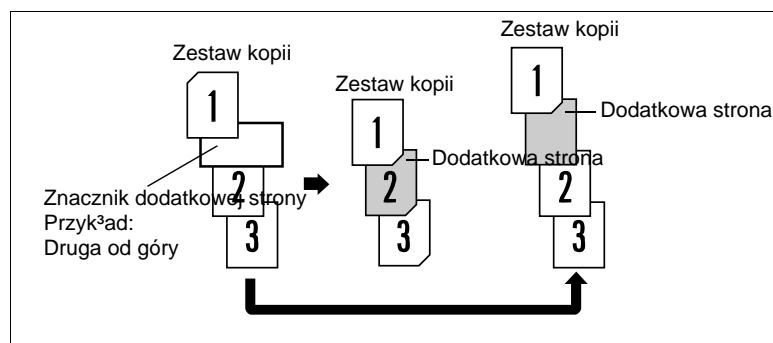 Zestaw kopii
1
2
3
Znacznik dodatkowej strony
Przyk³ad:
Druga od góry
Zestaw kopii
1
Dodatkowa strona
2
3
Zestaw kopii
1
Dodatkowa strona
2
3